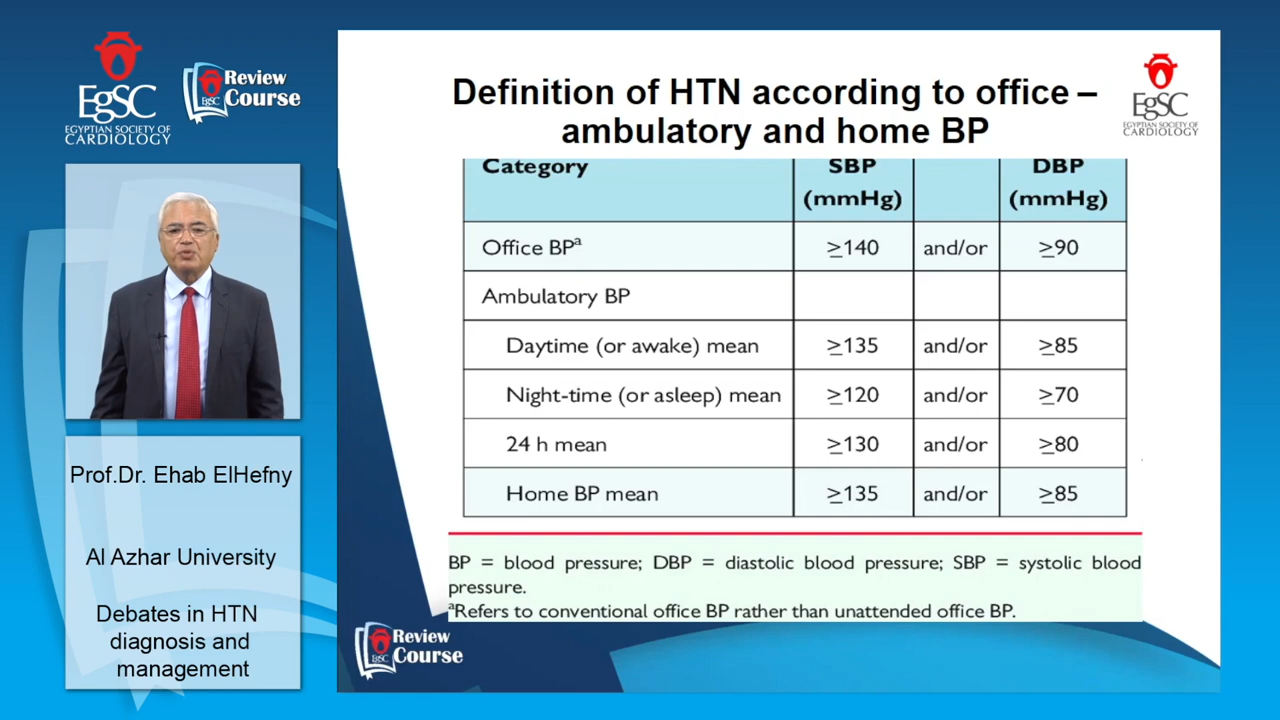 EgSC
EGYPTIAN SOCIETY OF
CARDIOLOGY
Review
EgSC Course
Prof.Dr. Ehab ElHefny
Al Azhar University
Debates in HTN
diagnosis and
management
Definition of HTN according to office –
ambulatory and home BP
EgSC
EGYPTIAN SOCIETY OF
CARDIOLOGY
Category SBP DBP
(mmHg) (mmHg)
Office BPª ≥140 and/or ≥90
Ambulatory BP
Daytime (or awake) mean ≥135 and/or ≥85
Night-time (or asleep) mean ≥120 and/or ≥70
24 h mean ≥130 and/or ≥80
Home BP mean ≥135 and/or ≥85
BP = blood pressure; DBP = diastolic blood pressure; SBP = systolic blood
pressure.
ªRefers to conventional office BP rather than unattended office BP.
Review
EgSC Course